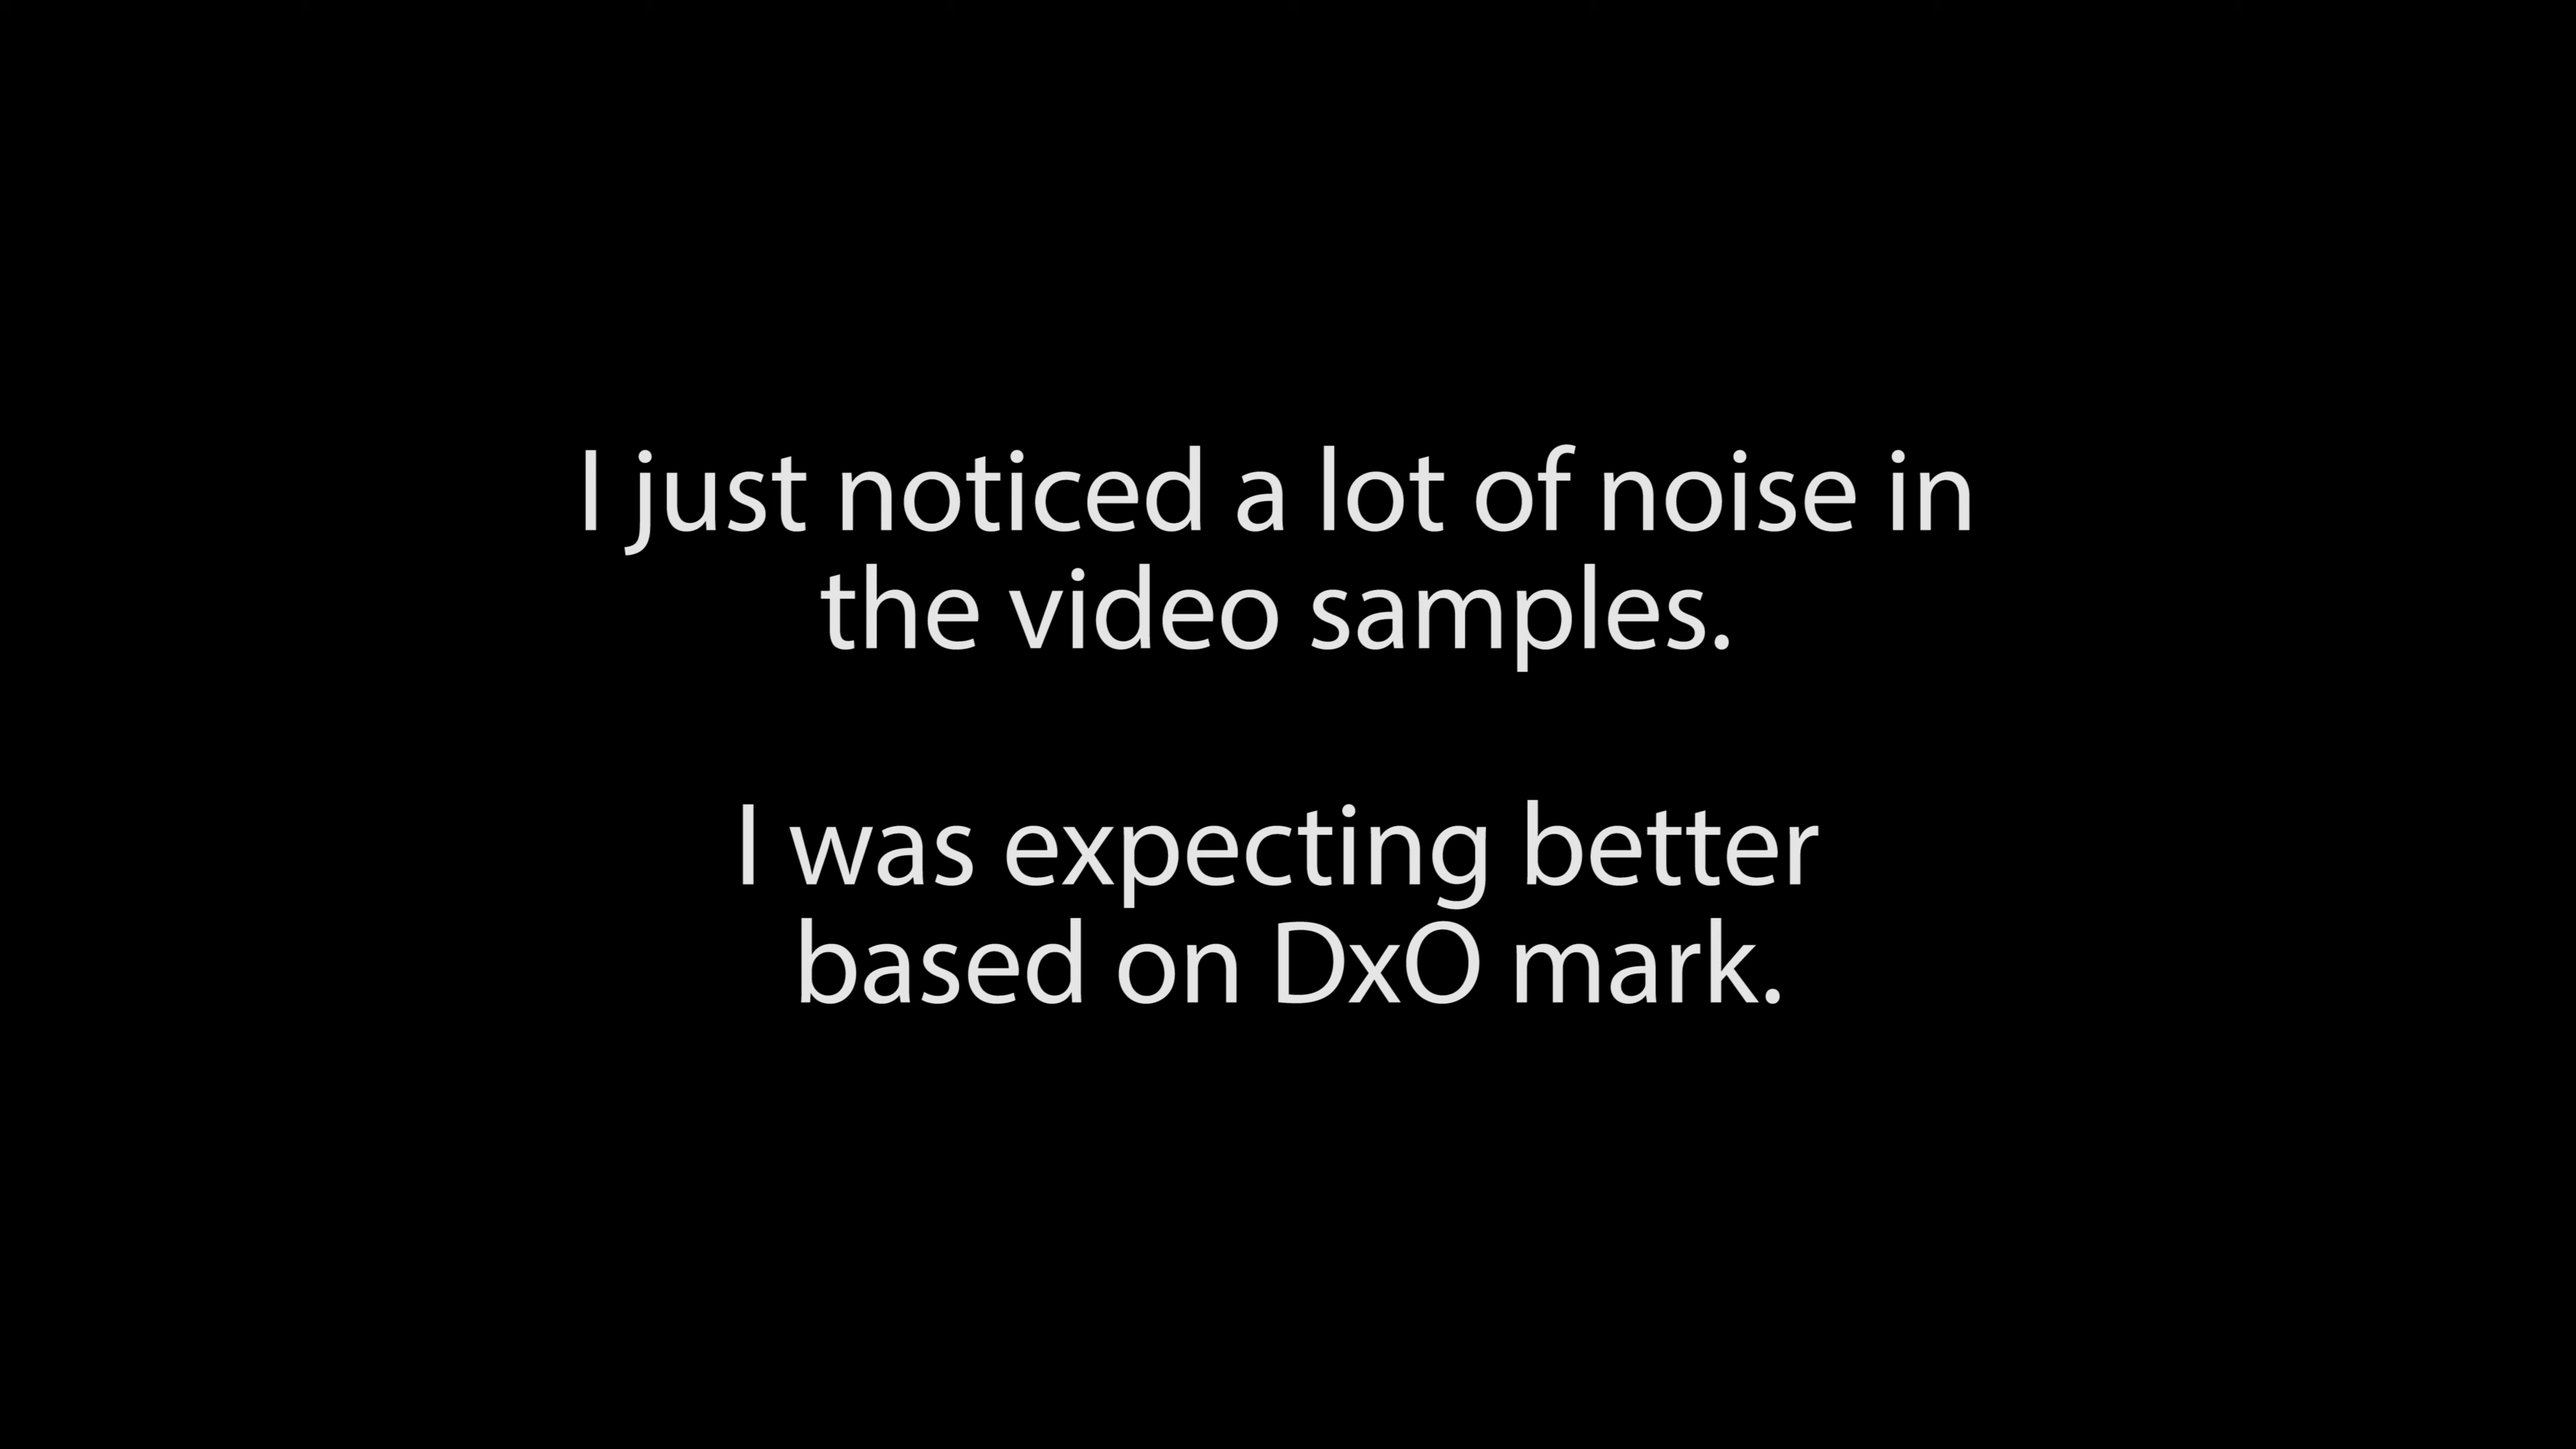 I just noticed a lot of noise in
the video samples.
I was expecting better
based on DxO mark.